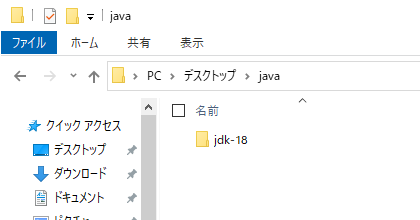 java
ファイル ホーム 共有 表示
PC > デスクトップ > java
名前
クイック アクセス
jdk-18
デスクトップ
ダウンロード
ドキュメント